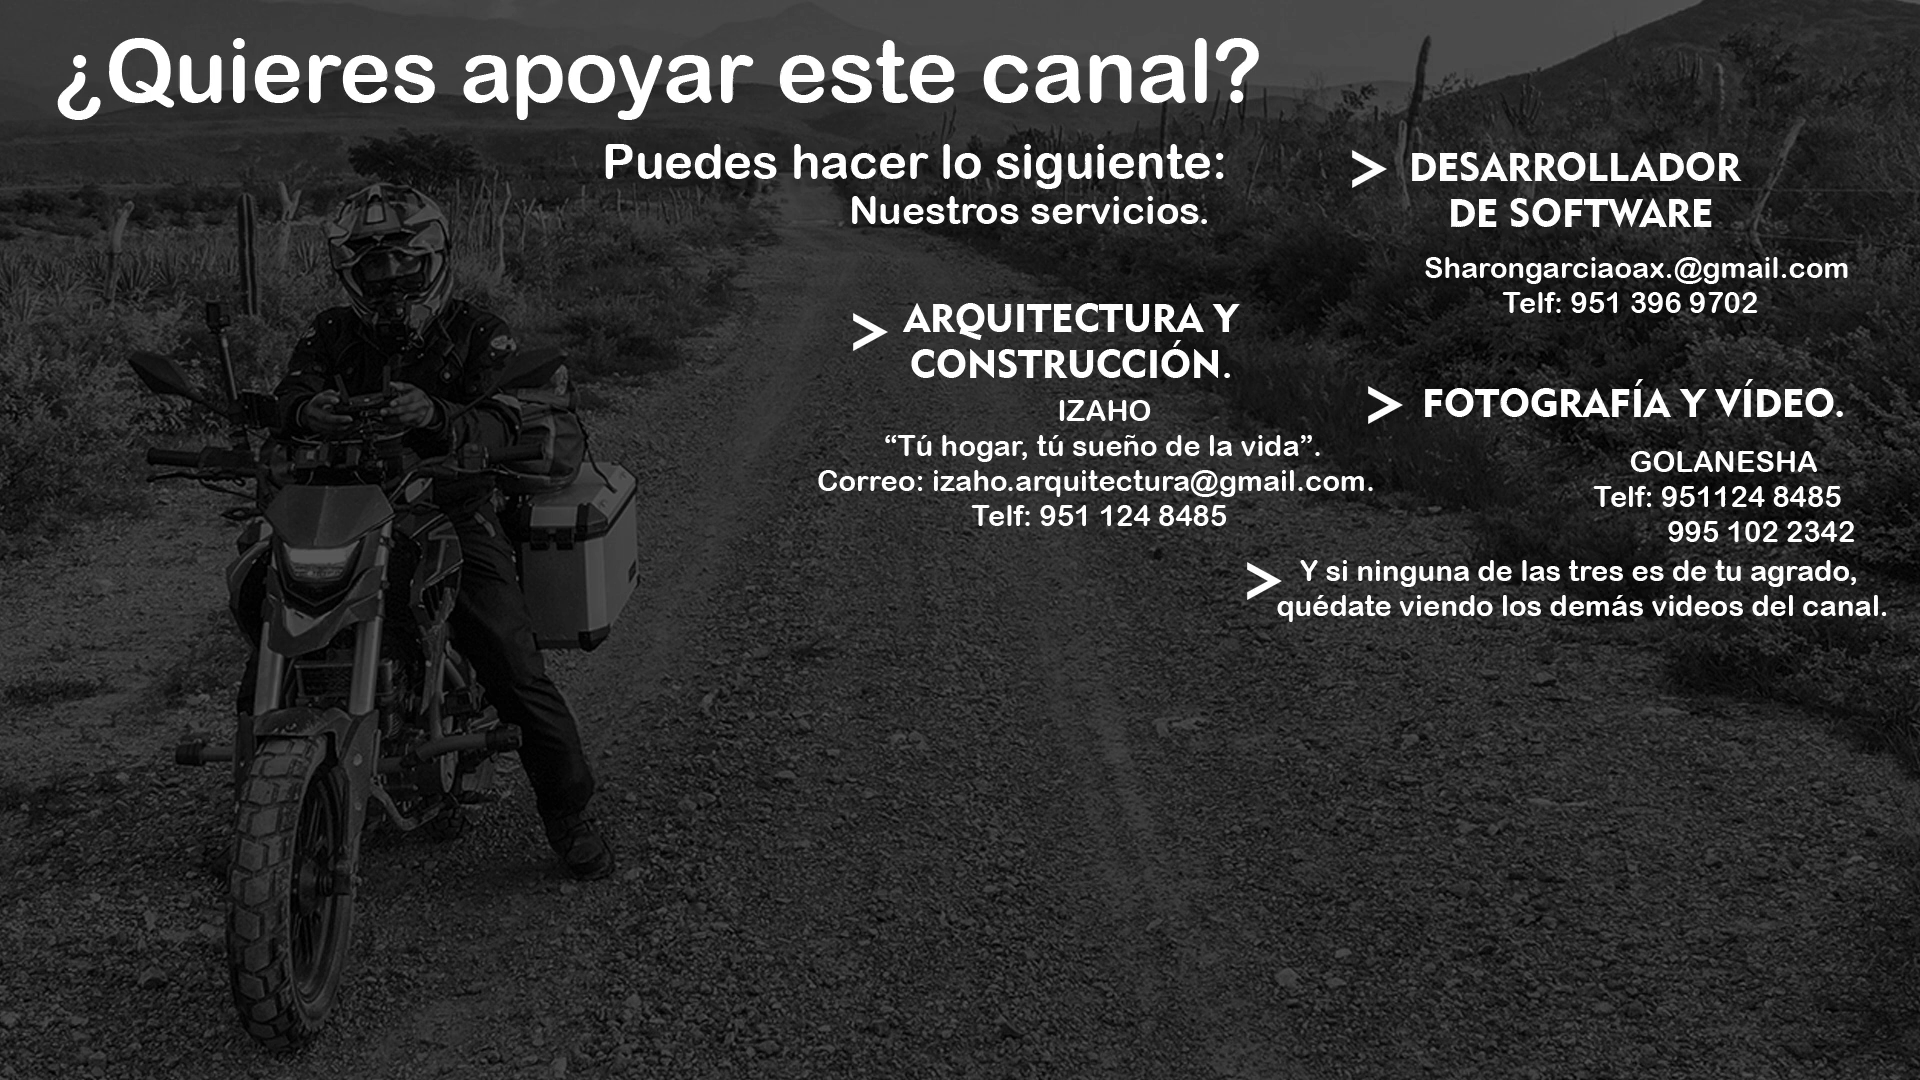 ¿Quieres apoyar este canal?
Puedes hacer lo siguiente:
Nuestros servicios.
> ARQUITECTURA Y
CONSTRUCCIÓN.
IZAHO
“Tú hogar, tú sueño de la vida”.
Correo: izaho.arquitectura@gmail.com.
Telf: 951 124 8485
> DESARROLLADOR
DE SOFTWARE
Sharongarciaoax.@gmail.com
Telf: 951 396 9702
> FOTOGRAFÍA Y VÍDEO.
GOLANESHA
Telf: 951124 8485
995 102 2342
> Y si ninguna de las tres es de tu agrado,
quédate viendo los demás videos del canal.